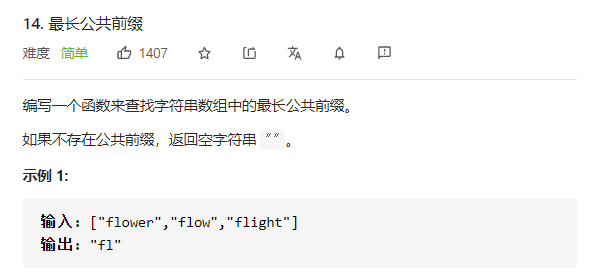 14. 最长公共前缀
难度 简单 1407
编写一个函数来查找字符串数组中的最长公共前缀。
如果不存在公共前缀，返回空字符串 ""。
示例 1:
输入：["flower","flow","flight"]
输出："fl"